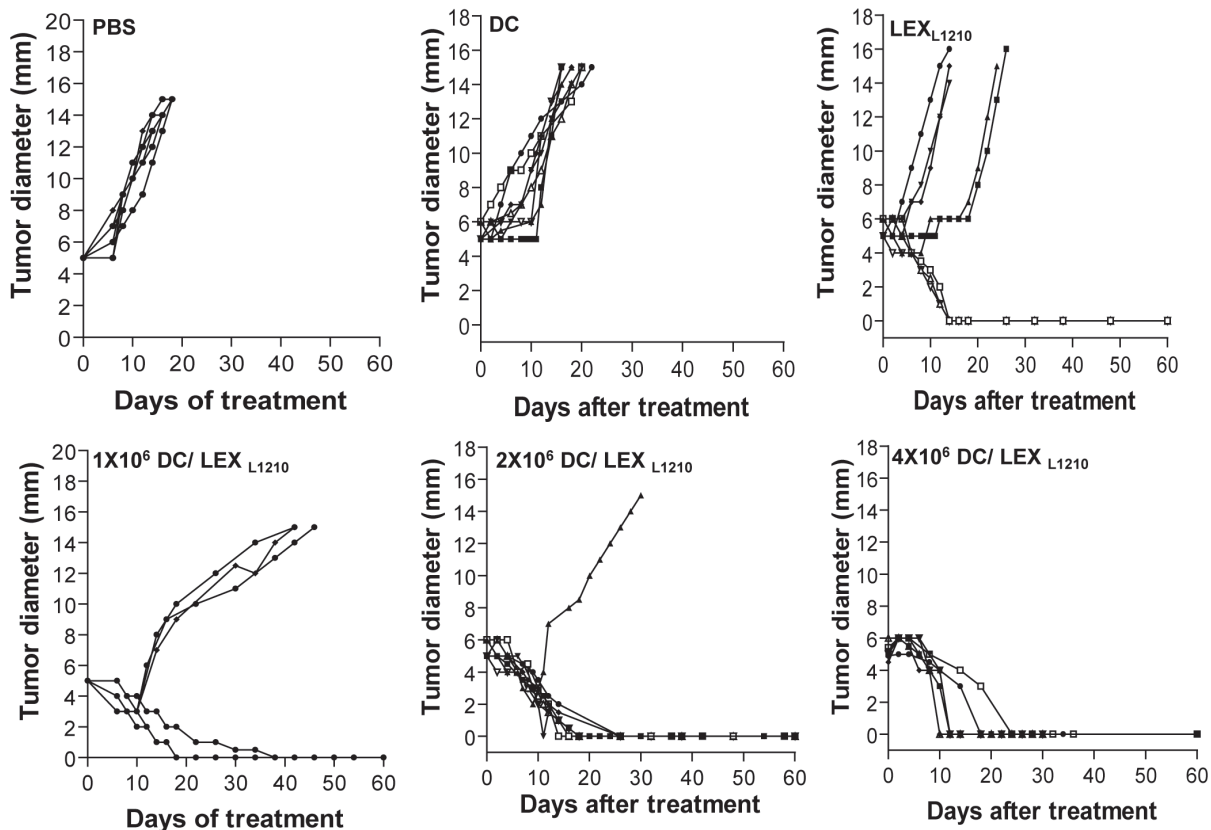 PBS
Tumor diameter (mm)
20
18
16
14
12
10
8
6
4
2
0
0 10 20 30 40 50 60
Days of treatment
DC
Tumor diameter (mm)
18
16
14
12
10
8
6
4
2
0
0 10 20 30 40 50 60
Days after treatment
LEX L1210
Tumor diameter (mm)
18
16
14
12
10
8
6
4
2
0
0 10 20 30 40 50 60
Days after treatment
1X10⁶ DC/ LEX L1210
Tumor diameter (mm)
20
18
16
14
12
10
8
6
4
2
0
0 10 20 30 40 50 60
Days of treatment
2X10⁶ DC/ LEX L1210
Tumor diameter (mm)
18
16
14
12
10
8
6
4
2
0
0 10 20 30 40 50 60
Days after treatment
4X10⁶ DC/ LEX L1210
Tumor diameter (mm)
18
16
14
12
10
8
6
4
2
0
0 10 20 30 40 50 60
Days after treatment